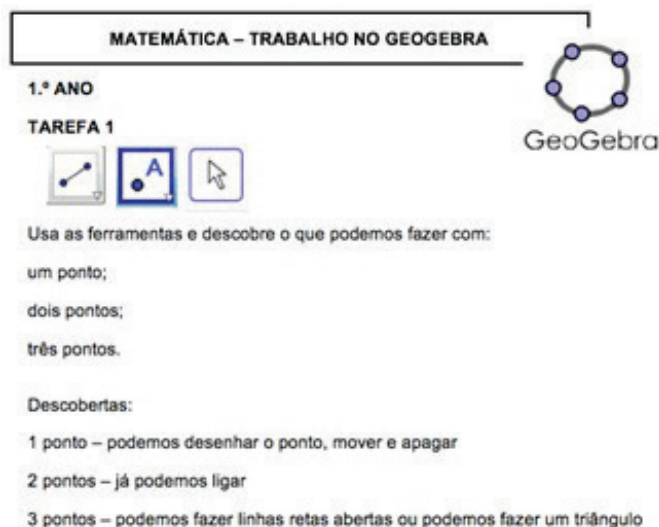 MATEMÁTICA – TRABALHO NO GEOGEBRA
GeoGebra
1.º ANO
TAREFA 1
A
Usa as ferramentas e descobre o que podemos fazer com:
um ponto;
dois pontos;
três pontos.
Descobertas:
1 ponto – podemos desenhar o ponto, mover e apagar
2 pontos – já podemos ligar
3 pontos – podemos fazer linhas retas abertas ou podemos fazer um triângulo